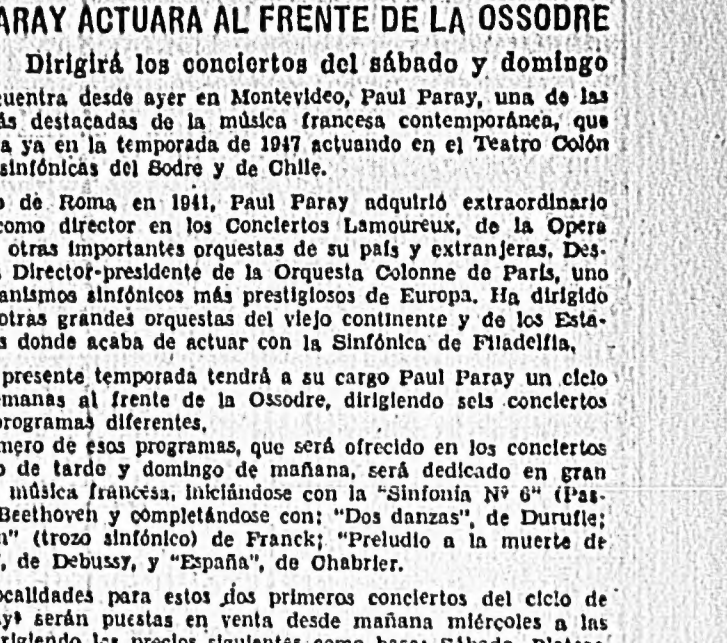 ARAY ACTUARA AL FRENTE DE LA OSSODRE
Dirigirá los conciertos del sábado y domingo
uentra desde ayer en Montevideo, Paul Paray, una de las
ás destacadas de la música francesa contemporánea, que
a ya en la temporada de 1947 actuando en el Teatro Colón
sinfónicas del Sodre y de Chile.
o de Roma en 1941, Paul Paray adquirió extraordinario
como director en los Conciertos Lamoureux, de la Opera
otras importantes orquestas de su país y extranjeras. Des-
s Director-presidente de la Orquesta Colonne de París, uno
anismos sinfónicos más prestigiosos de Europa. Ha dirigido
otras grandes orquestas del viejo continente y de los Esta-
s donde acaba de actuar con la Sinfónica de Filadelfia.
presente temporada tendrá a su cargo Paul Paray un ciclo
emanas al frente de la Ossodre, dirigiendo seis conciertos
programas diferentes.
mero de esos programas, que será ofrecido en los conciertos
o de tarde y domingo de mañana, será dedicado en gran
música francesa, iniciándose con la "Sinfonía Nº 6" (Pas-
Beethoven y completándose con: "Dos danzas", de Durufle;
n" (trozo sinfónico) de Franck; "Preludio a la muerte de
", de Debussy, y "España", de Chabrier.
ocalidades para estos dos primeros conciertos del ciclo de
y" serán puestas en venta desde mañana miércoles a las
rigiendo los precios siguientes como base: Sábado,